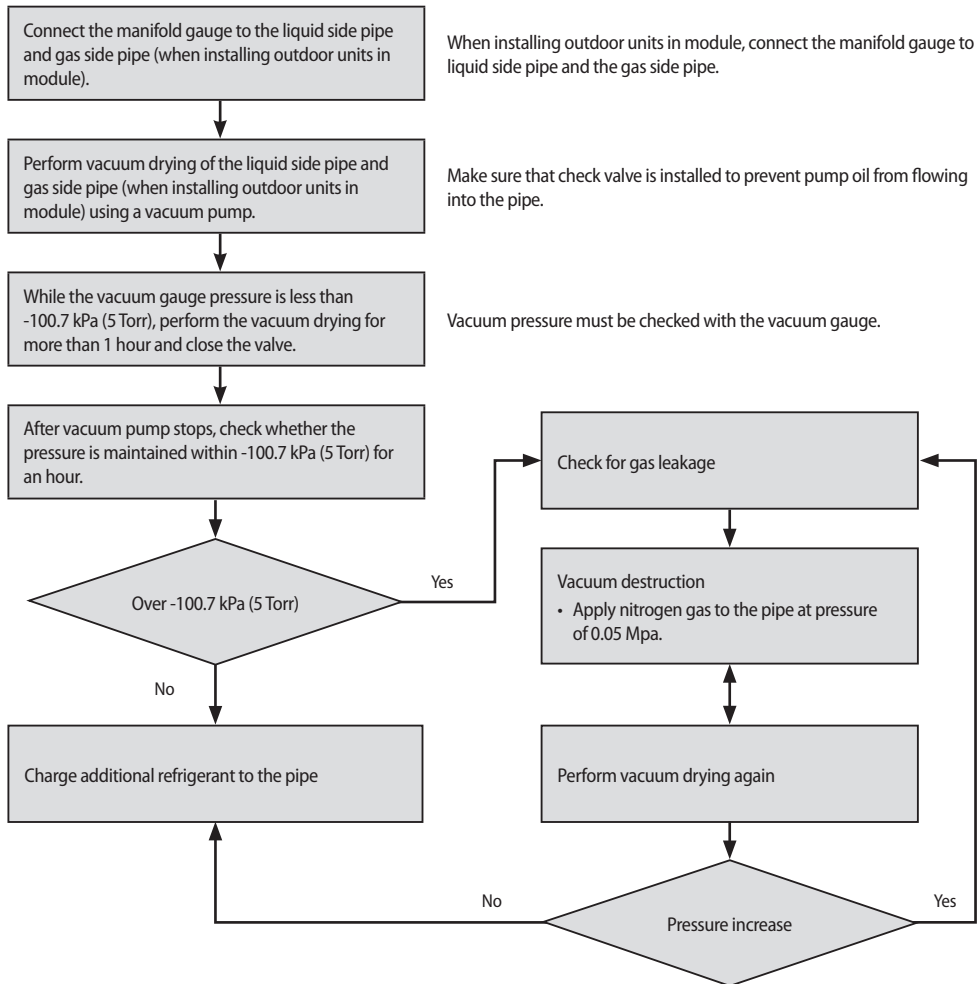 Connect the manifold gauge to the liquid side pipe
and gas side pipe (when installing outdoor units in
module).
When installing outdoor units in module, connect the manifold gauge to
liquid side pipe and the gas side pipe.
Perform vacuum drying of the liquid side pipe and
gas side pipe (when installing outdoor units in
module) using a vacuum pump.
Make sure that check valve is installed to prevent pump oil from flowing
into the pipe.
While the vacuum gauge pressure is less than
-100.7 kPa (5 Torr), perform the vacuum drying for
more than 1 hour and close the valve.
Vacuum pressure must be checked with the vacuum gauge.
After vacuum pump stops, check whether the
pressure is maintained within -100.7 kPa (5 Torr) for
an hour.
Check for gas leakage
Over -100.7 kPa (5 Torr)
Yes
Vacuum destruction
• Apply nitrogen gas to the pipe at pressure
of 0.05 Mpa.
No
Charge additional refrigerant to the pipe
Perform vacuum drying again
No
Yes
Pressure increase